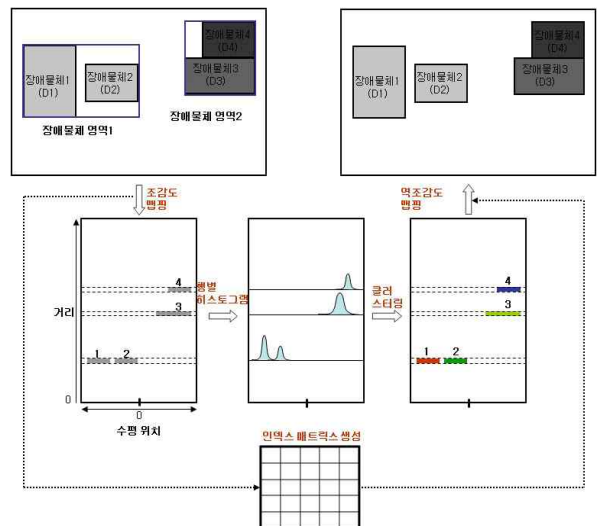 장애물체1
(D1)
장애물체2
(D2)
장애물체4
(D4)
장애물체3
(D3)
장애물체 영역1
장애물체 영역2
장애물체1
(D1)
장애물체2
(D2)
장애물체4
(D4)
장애물체3
(D3)
조감도
맵핑
역조감도
맵핑
거리
4
3
1
2
0
0
수평 위치
행별
히스토그램
클러
스터링
4
3
1
2
인덱스 매트릭스 생성